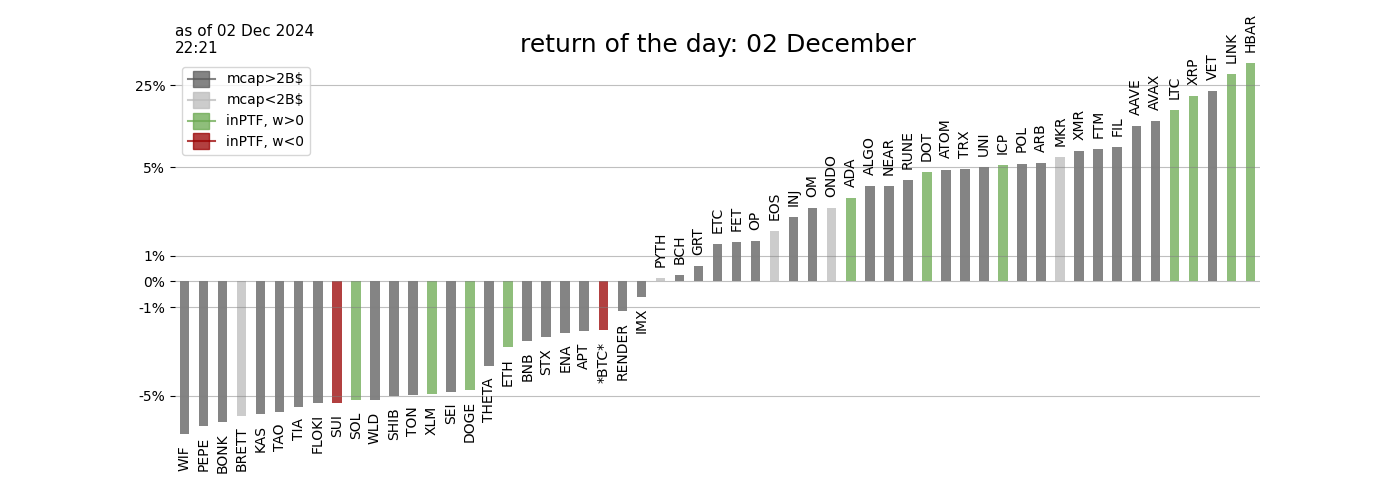 as of 02 Dec 2024
22:21
return of the day: 02 December
mcap>2B$
mcap<2B$
inPTF, w>0
inPTF, w<0
25%
5%
1%
0%
-1%
-5%
WIF
PEPE
BONK
BRETT
KAS
TAO
TIA
FLOKI
SUI
SOL
WLD
SHIB
TON
XLM
SEI
DOGE
THETA
ETH
BNB
STX
ENA
APT
*BTC*
RENDER
IMX
PYTH
BCH
GRT
ETC
FET
OP
EOS
INJ
OM
ONDO
ADA
ALGO
NEAR
RUNE
DOT
ATOM
TRX
UNI
ICP
POL
ARB
MKR
XMR
FTM
FIL
AAVE
AVAX
LTC
XRP
VET
LINK
HBAR